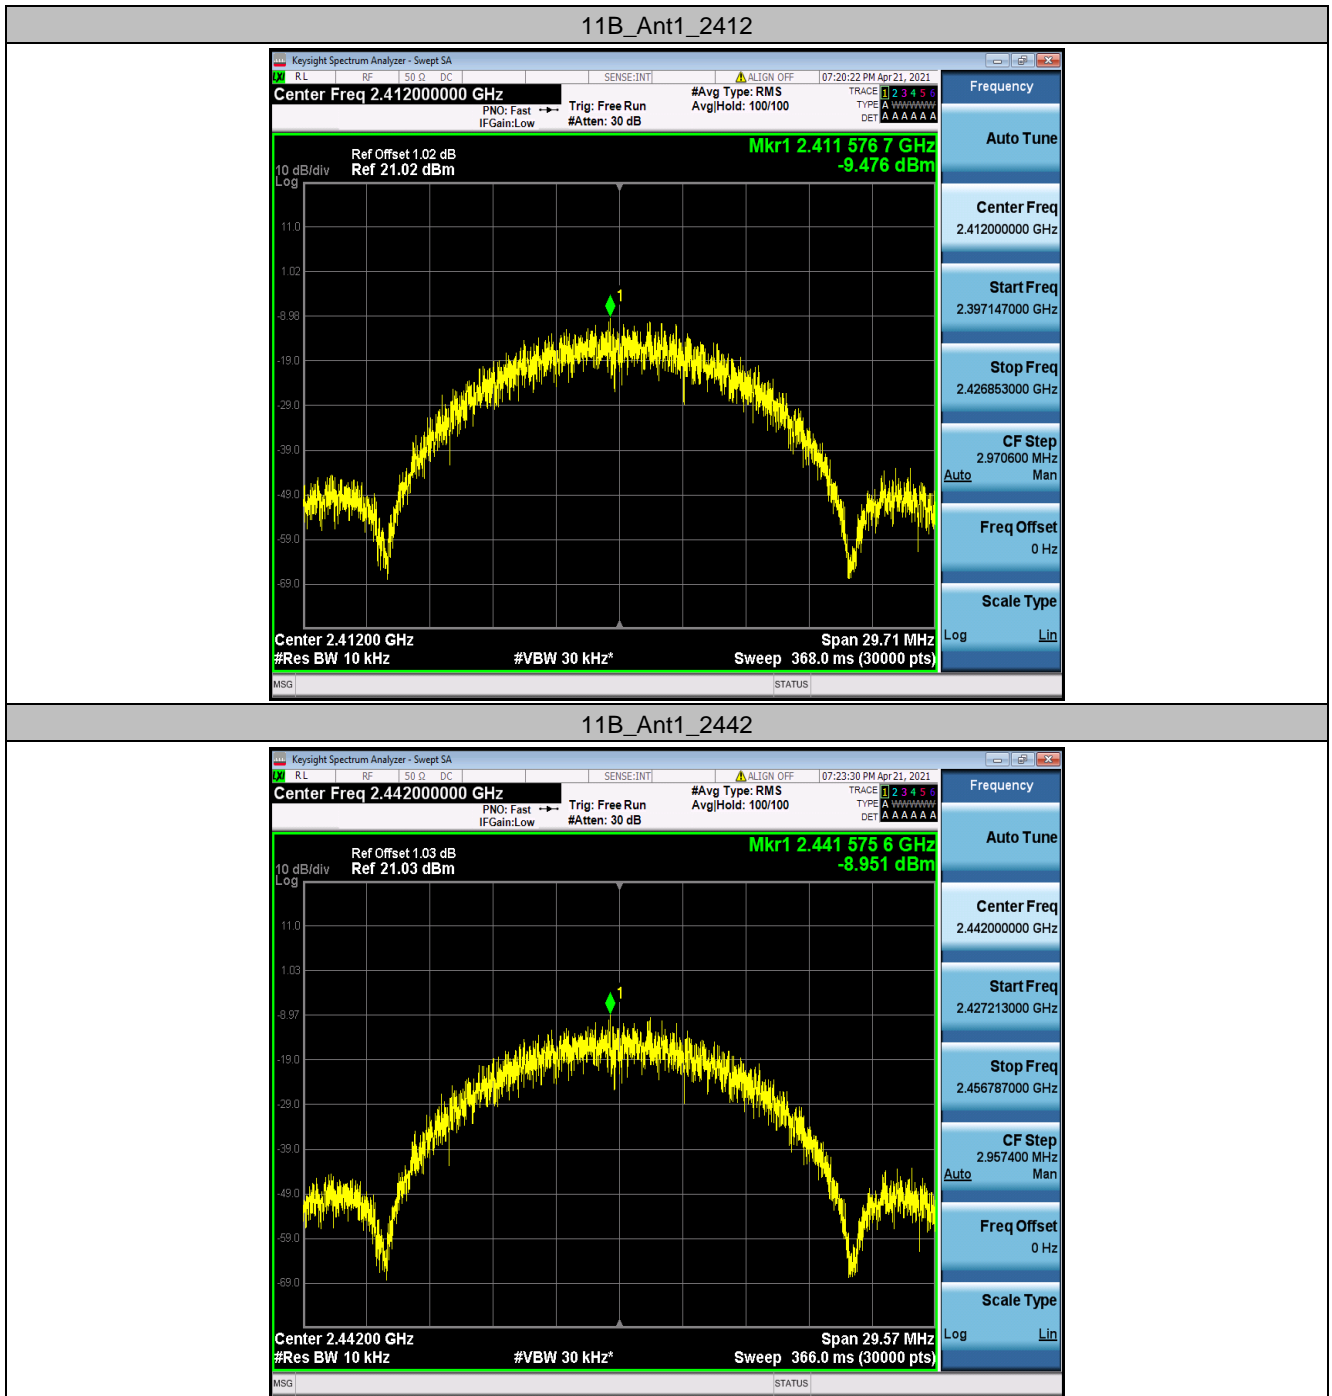 11B_Ant1_2412
Keysight Spectrum Analyzer - Swept SA
LXI RL RF 50 Ω DC SENSE:INT ALIGN OFF 07:20:22 PM Apr 21, 2021
Center Freq 2.412000000 GHz
PNO: Fast
IFGain:Low
Trig: Free Run
#Atten: 30 dB
#Avg Type: RMS
Avg|Hold: 100/100
TRACE 1 2 3 4 5 6
TYPE A WWWWW
DET A A A A A A
Mkr1 2.411 576 7 GHz
-9.476 dBm
Ref Offset 1.02 dB
10 dB/div Ref 21.02 dBm
Log
11.0
1.02
-8.98
-19.0
-29.0
-39.0
-49.0
-59.0
-69.0
1
Center 2.41200 GHz Span 29.71 MHz
#Res BW 10 kHz #VBW 30 kHz* Sweep 368.0 ms (30000 pts)
MSG STATUS
Frequency
Auto Tune
Center Freq
2.412000000 GHz
Start Freq
2.397147000 GHz
Stop Freq
2.426853000 GHz
CF Step
2.970600 MHz
Auto Man
Freq Offset
0 Hz
Scale Type
Log Lin
11B_Ant1_2442
Keysight Spectrum Analyzer - Swept SA
LXI RL RF 50 Ω DC SENSE:INT ALIGN OFF 07:23:30 PM Apr 21, 2021
Center Freq 2.442000000 GHz
PNO: Fast
IFGain:Low
Trig: Free Run
#Atten: 30 dB
#Avg Type: RMS
Avg|Hold: 100/100
TRACE 1 2 3 4 5 6
TYPE A WWWWW
DET A A A A A A
Mkr1 2.441 575 6 GHz
-8.951 dBm
Ref Offset 1.03 dB
10 dB/div Ref 21.03 dBm
Log
11.0
1.03
-8.97
-19.0
-29.0
-39.0
-49.0
-59.0
-69.0
1
Center 2.44200 GHz Span 29.57 MHz
#Res BW 10 kHz #VBW 30 kHz* Sweep 366.0 ms (30000 pts)
MSG STATUS
Frequency
Auto Tune
Center Freq
2.442000000 GHz
Start Freq
2.427213000 GHz
Stop Freq
2.456787000 GHz
CF Step
2.957400 MHz
Auto Man
Freq Offset
0 Hz
Scale Type
Log Lin